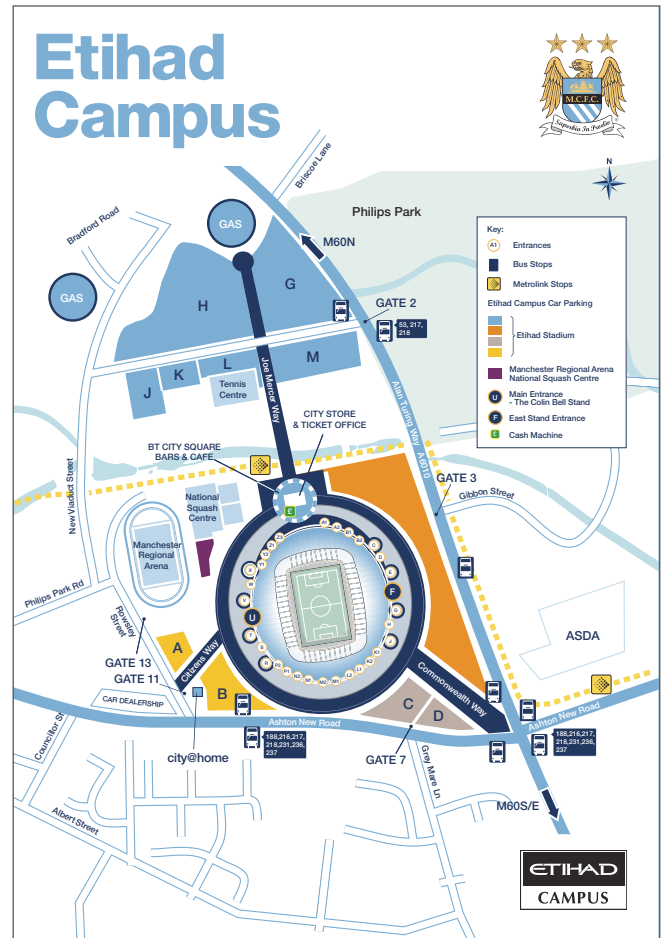 Etihad
Campus
M.C.F.C.
Superbia In Proelio
N
Briscoe Lane
Bradford Road
Philips Park
GAS
GAS
M60N
G
H
GATE 2
53, 217,
218
Key:
A1 Entrances
Bus Stops
Metrolink Stops
Etihad Campus Car Parking
Etihad Stadium
Manchester Regional Arena
National Squash Centre
U Main Entrance
- The Colin Bell Stand
F East Stand Entrance
£ Cash Machine
J
K
L
M
Tennis
Centre
Joe Mercer Way
Alan Turing Way A6010
CITY STORE
& TICKET OFFICE
BT CITY SQUARE
BARS & CAFE
New Viaduct Street
GATE 3
Gibbon Street
National
Squash
Centre
£
Manchester
Regional
Arena
U
F
Philips Park Rd
Rowsley
Street
GATE 13
GATE 11
A
B
Citizens Way
CAR DEALERSHIP
ASDA
Commonwealth Way
C
D
Ashton New Road
Ashton New Road
188,216,217,
218,231,236,
237
188,216,217,
218,231,236,
237
city@home
GATE 7
Grey Mare Ln
Councillor St
Albert Street
M60S/E
ETIHAD
CAMPUS